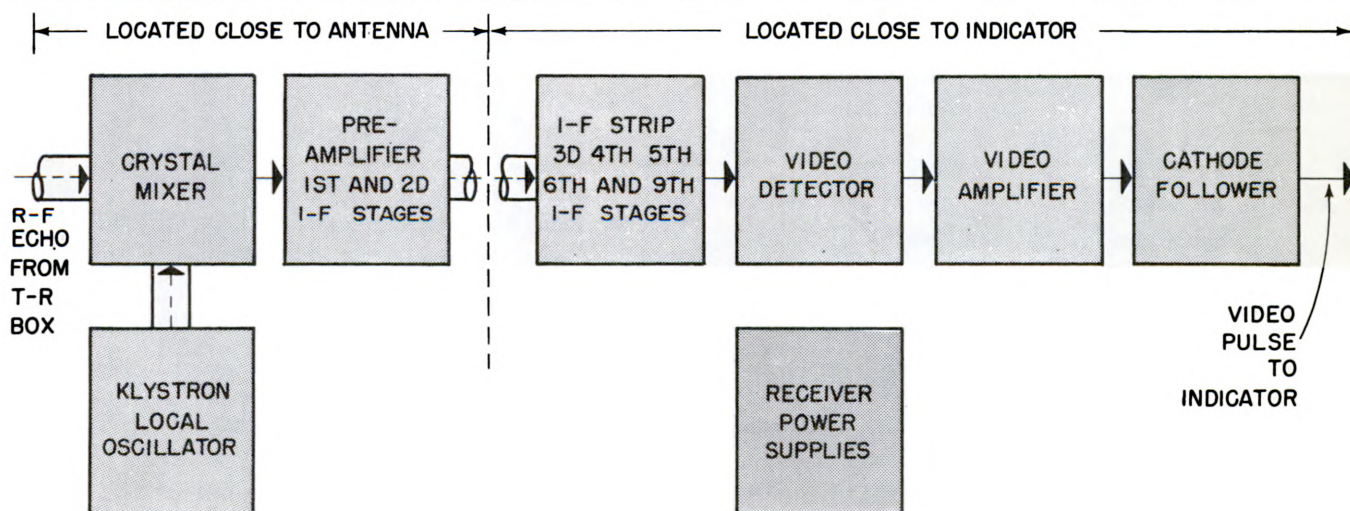 LOCATED CLOSE TO ANTENNA
LOCATED CLOSE TO INDICATOR
CRYSTAL
MIXER
PRE-
AMPLIFIER
1ST AND 2D
I-F STAGES
I-F STRIP
3D 4TH 5TH
6TH AND 9TH
I-F STAGES
VIDEO
DETECTOR
VIDEO
AMPLIFIER
CATHODE
FOLLOWER
R-F
ECHO
FROM
T-R
BOX
KLYSTRON
LOCAL
OSCILLATOR
RECEIVER
POWER
SUPPLIES
VIDEO
PULSE
TO
INDICATOR